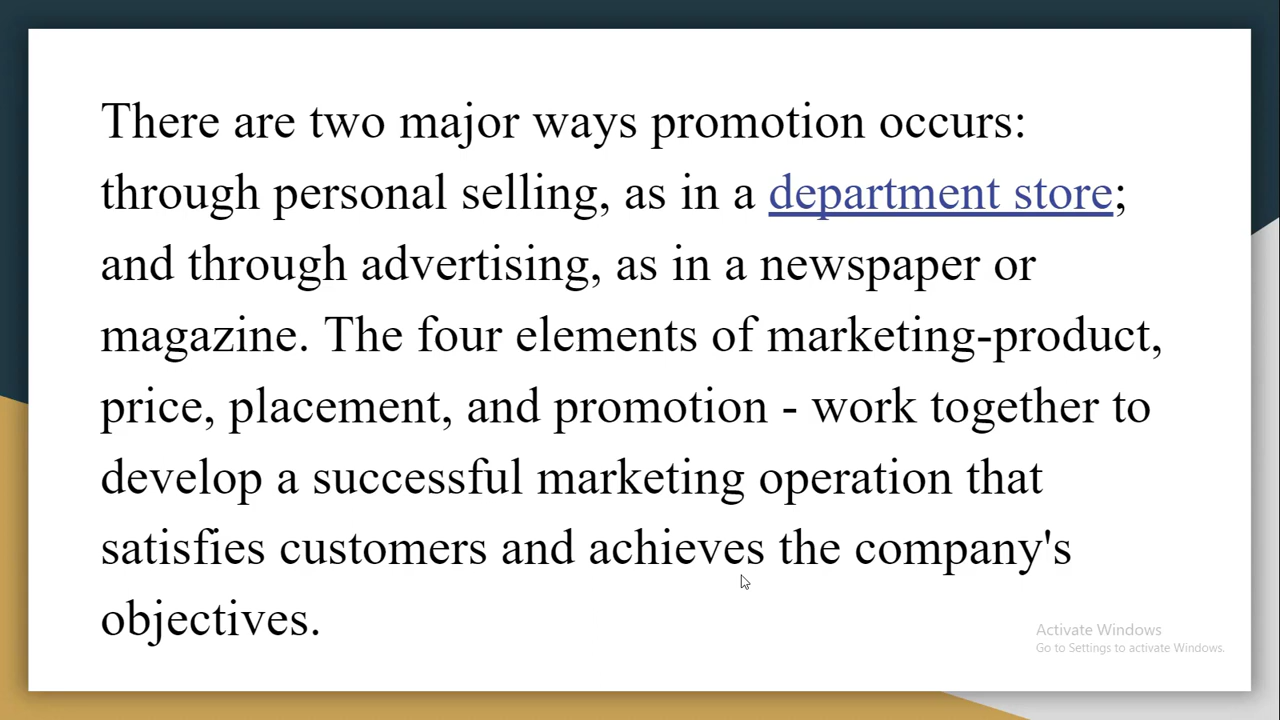 There are two major ways promotion occurs:
through personal selling, as in a department store;
and through advertising, as in a newspaper or
magazine. The four elements of marketing-product,
price, placement, and promotion - work together to
develop a successful marketing operation that
satisfies customers and achieves the company's
objectives.
Activate Windows
Go to Settings to activate Windows.